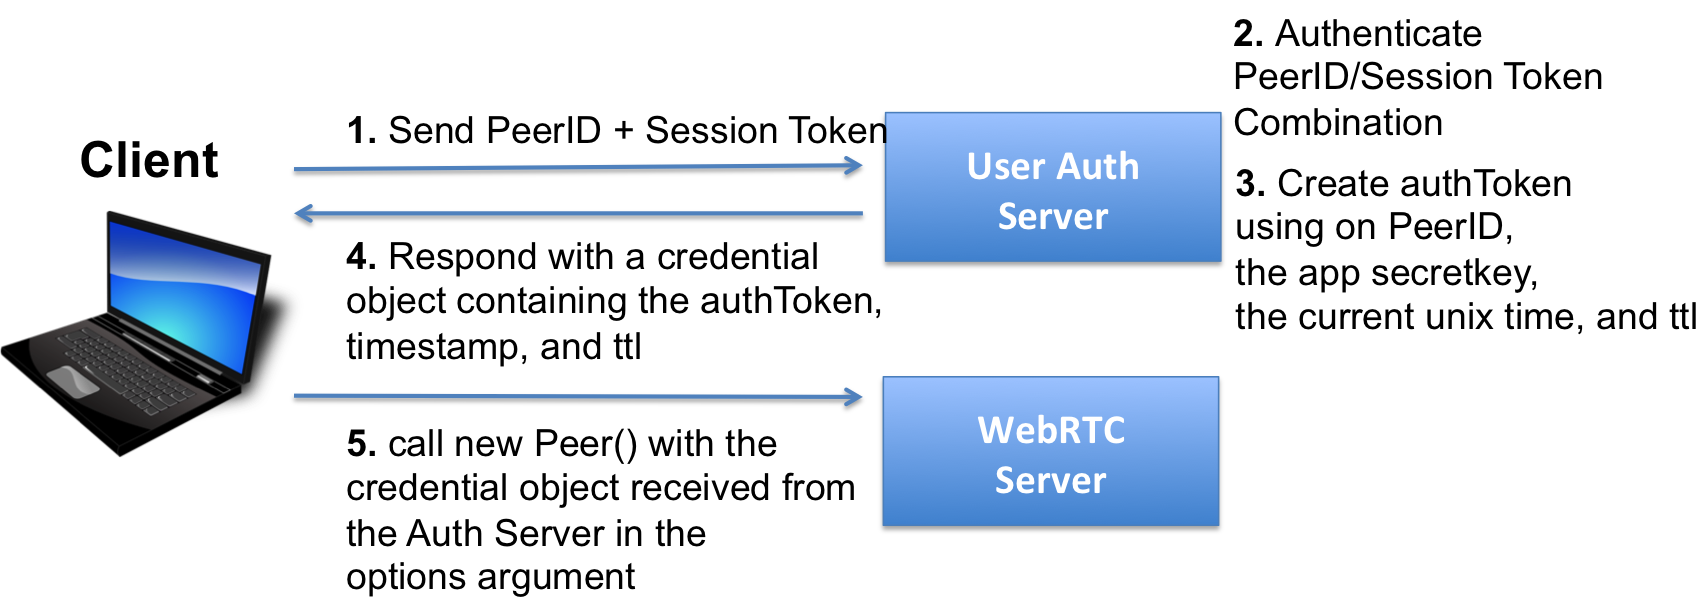 Client
1. Send PeerID + Session Token
User Auth
Server
2. Authenticate
PeerID/Session Token
Combination
3. Create authToken
using on PeerID,
the app secretkey,
the current unix time, and ttl
4. Respond with a credential
object containing the authToken,
timestamp, and ttl
5. call new Peer() with the
credential object received from
the Auth Server in the
options argument
WebRTC
Server